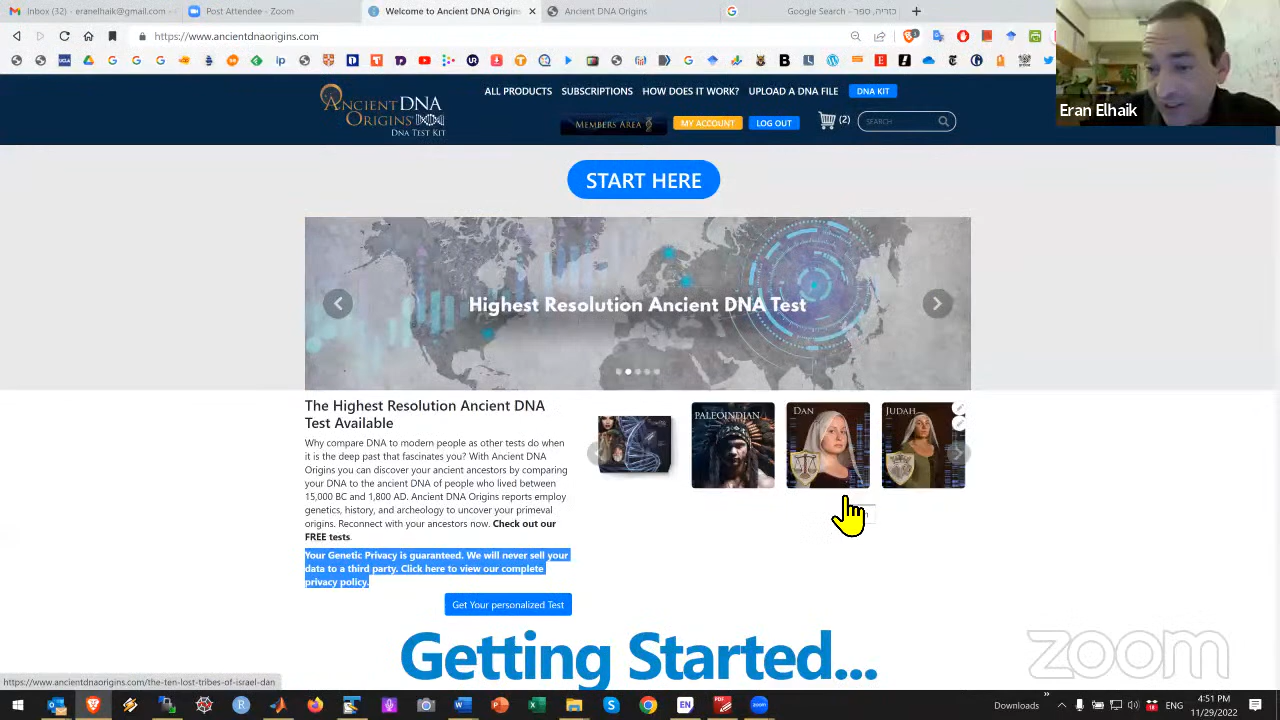 Inbox (32) - eranelhaik@gmail.c
Post Attendee - Zoom
Welcome to Ancient DNA Origin
Ancient DNA Origins
כוזרים, ספר - Google Search
https://www.ancientdnaorigins.com
Eran Elhaik
ANCIENT DNA ORIGINS
DNA TEST KIT
ALL PRODUCTS
SUBSCRIPTIONS
HOW DOES IT WORK?
UPLOAD A DNA FILE
DNA KIT
MEMBERS AREA
MY ACCOUNT
LOG OUT
(2)
SEARCH
START HERE
Highest Resolution Ancient DNA Test
The Highest Resolution Ancient DNA
Test Available
Why compare DNA to modern people as other tests do when
it is the deep past that fascinates you? With Ancient DNA
Origins you can discover your ancient ancestors by comparing
your DNA to the ancient DNA of people who lived between
15,000 BC and 1,800 AD. Ancient DNA Origins reports employ
genetics, history, and archeology to uncover your primeval
origins. Reconnect with your ancestors now. Check out our
FREE tests.
Your Genetic Privacy is guaranteed. We will never sell your
data to a third party. Click here to view our complete
privacy policy.
Get Your personalized Test
PALEOINDIAN
DAN
JUDAH
Getting Started...
zoom
https://www.ancientdnaorigins.com/the-ten-lost-tribes-of-israel-dan
EN
Downloads
4:51 PM
11/29/2022